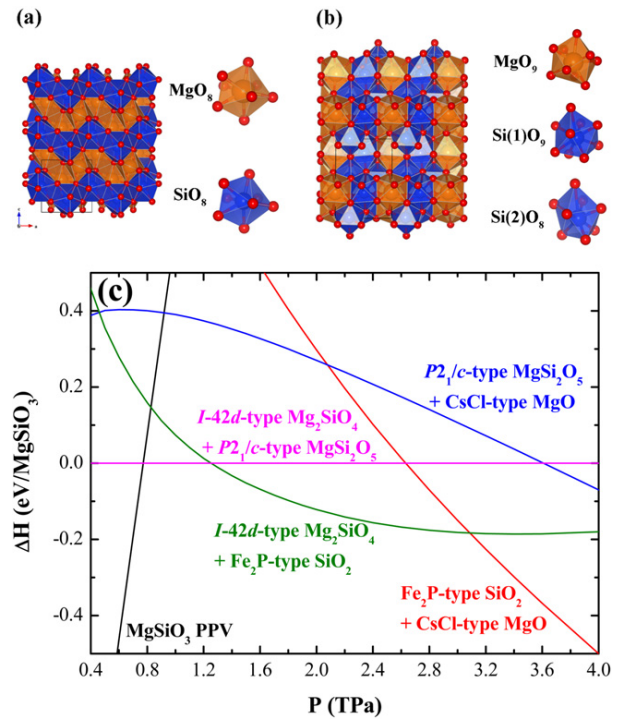 (a)
(b)
MgO₈
SiO₈
MgO₉
Si(1)O₉
Si(2)O₈
(c)
0.4
0.2
0.0
-0.2
-0.4
ΔH (eV/MgSiO₃)
P2₁/c-type MgSi₂O₅
+ CsCl-type MgO
I-42d-type Mg₂SiO₄
+ P2₁/c-type MgSi₂O₅
I-42d-type Mg₂SiO₄
+ Fe₂P-type SiO₂
Fe₂P-type SiO₂
+ CsCl-type MgO
MgSiO₃ PPV
0.4 0.8 1.2 1.6 2.0 2.4 2.8 3.2 3.6 4.0
P (TPa)